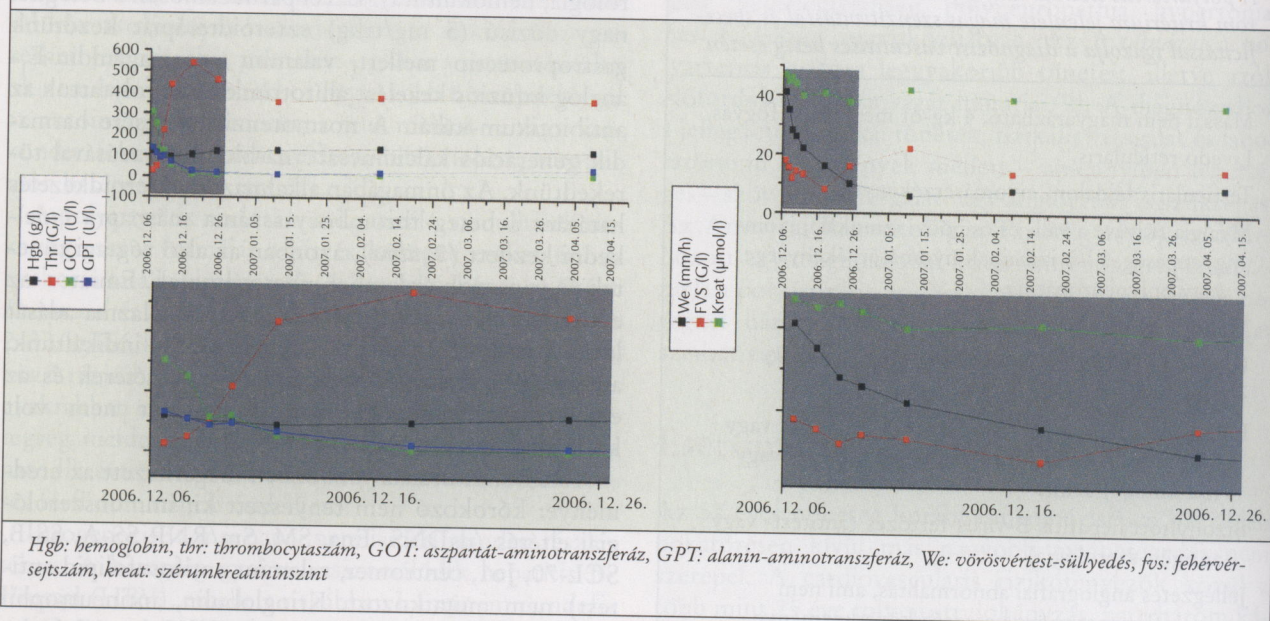 600
500
400
300
200
100
0
−100
2006. 12. 06.
2006. 12. 16.
2006. 12. 26.
2007. 01. 05.
2007. 01. 15.
2007. 01. 25.
2007. 02. 04
2007. 02. 15.
2007. 02. 24.
2007. 03. 06.
2007. 03. 16.
2007. 03. 26.
2007. 04. 05.
2007. 04. 15.
Hgb (g/l)
Thr (G/l)
GOT (U/l)
GPT (U/l)
2006. 12. 06.
2006. 12. 16.
2006. 12. 26.
40
20
0
2006. 12. 06.
2006. 12. 16.
2006. 12. 26.
2007. 01. 05.
2007. 01. 15.
2007. 01. 25.
2007. 02. 04.
2007. 02. 15.
2007. 02. 24.
2007. 03. 06.
2007. 03. 16.
2007. 03. 26.
2007. 04. 05.
2007. 04. 15.
We (mm/h)
FVS (G/l)
Kreat (µmol/l)
2006. 12. 06.
2006. 12. 16.
2006. 12. 26.
Hgb: hemoglobin, thr: thrombocytaszám, GOT: aszpartát-aminotranszferáz, GPT: alanin-aminotranszferáz, We: vörösvértest-süllyedés, fvs: fehérvér-
sejtszám, kreat: szérumkreatininszint